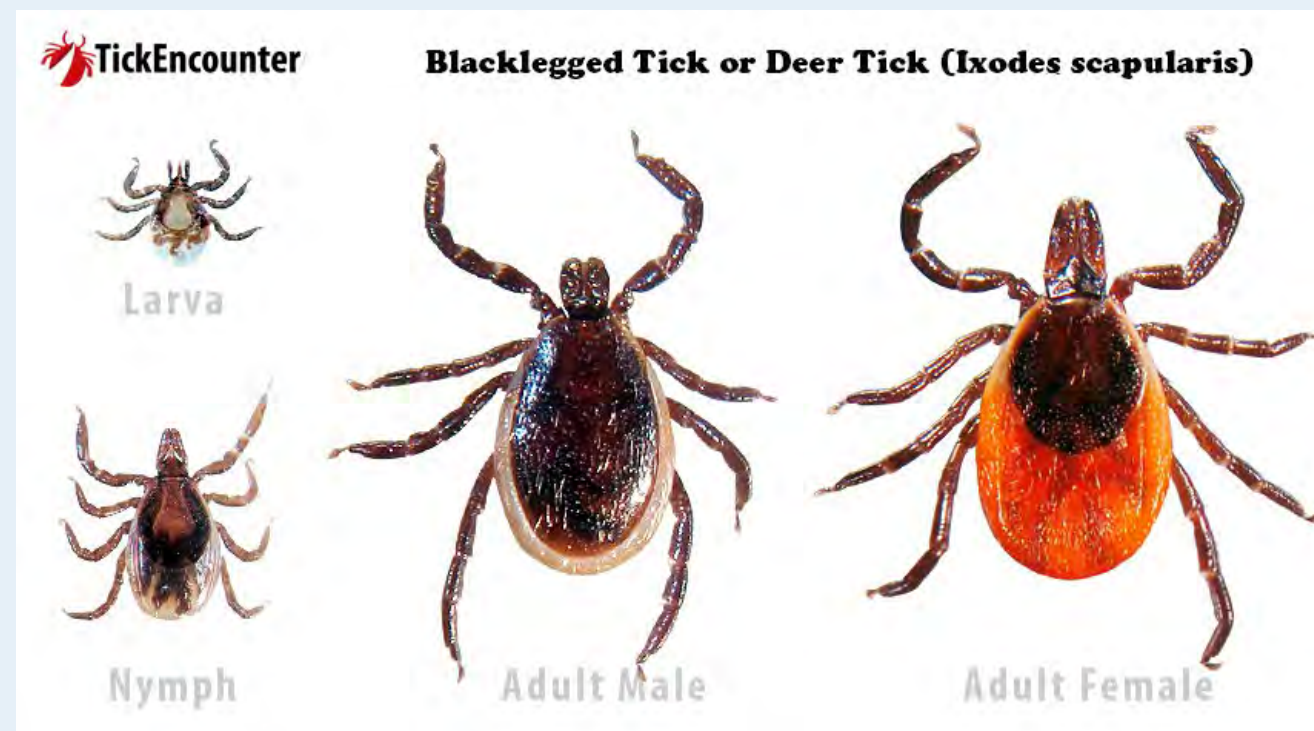 TickEncounter
Blacklegged Tick or Deer Tick (Ixodes scapularis)
Larva
Nymph
Adult Male
Adult Female